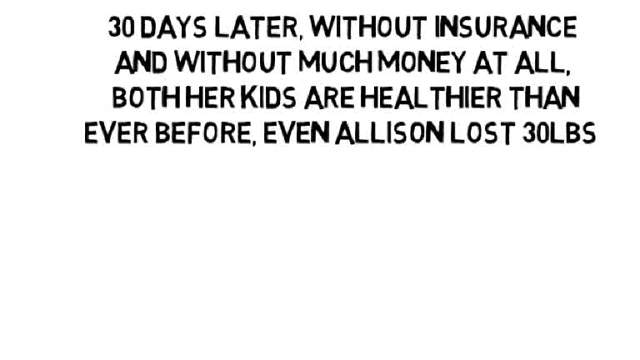 30 DAYS LATER, WITHOUT INSURANCE
AND WITHOUT MUCH MONEY AT ALL,
BOTH HER KIDS ARE HEALTHIER THAN
EVER BEFORE, EVEN ALLISON LOST 30LBS